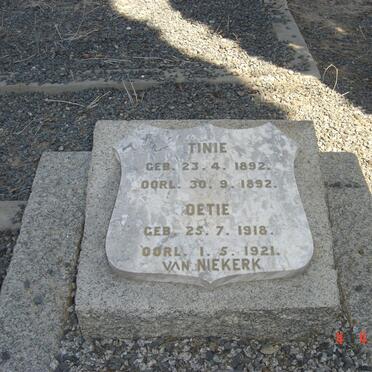 TINIE
GEB. 23. 4. 1892.
OORL. 30. 9. 1892.
OETIE
GEB. 25. 7. 1918.
OORL. 1. 5. 1921.
VAN NIEKERK